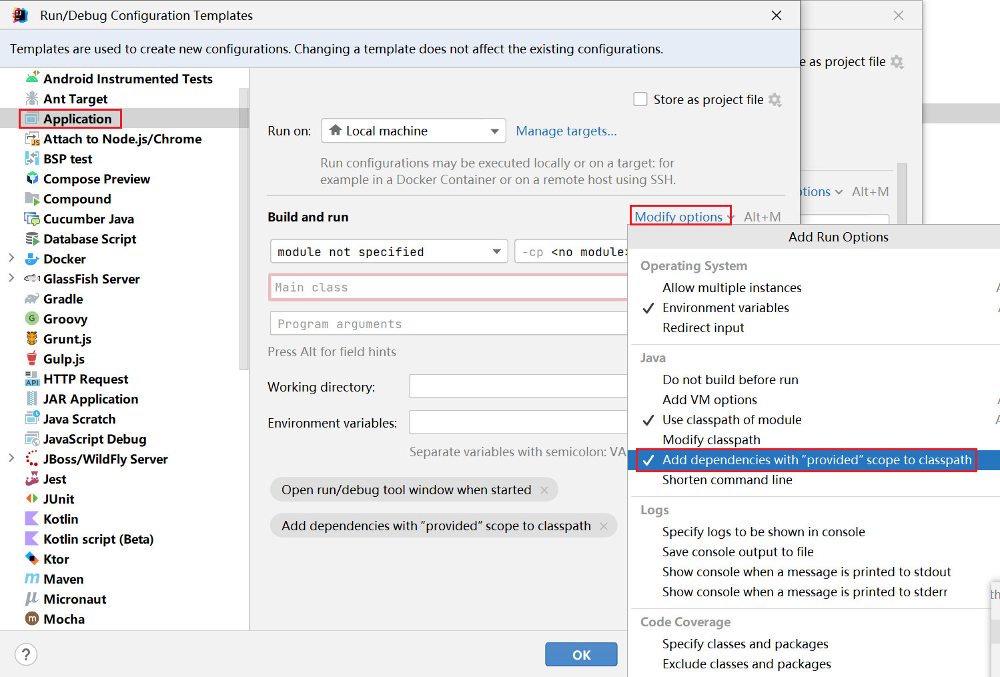 Run/Debug Configuration Templates
Templates are used to create new configurations. Changing a template does not affect the existing configurations.
e as project file
Android Instrumented Tests
Ant Target
Application
Attach to Node.js/Chrome
BSP test
Compose Preview
Compound
Cucumber Java
Database Script
Docker
GlassFish Server
Gradle
Groovy
Grunt.js
Gulp.js
HTTP Request
JAR Application
Java Scratch
JavaScript Debug
JBoss/WildFly Server
Jest
JUnit
Kotlin
Kotlin script (Beta)
Ktor
Maven
Micronaut
Mocha
Store as project file
Run on:
Local machine
Manage targets...
Run configurations may be executed locally or on a target: for
example in a Docker Container or on a remote host using SSH.
Build and run
Modify options
Alt+M
ptions
Alt+M
module not specified
-cp <no module>
Main class
Program arguments
Press Alt for field hints
Working directory:
Environment variables:
Separate variables with semicolon: VA
Open run/debug tool window when started
Add dependencies with “provided” scope to classpath
OK
?
Add Run Options
Operating System
Allow multiple instances
Environment variables
Redirect input
Java
Do not build before run
Add VM options
Use classpath of module
Modify classpath
Add dependencies with “provided” scope to classpath
Shorten command line
Logs
Specify logs to be shown in console
Save console output to file
Show console when a message is printed to stdout
Show console when a message is printed to stderr
Code Coverage
Specify classes and packages
Exclude classes and packages
th